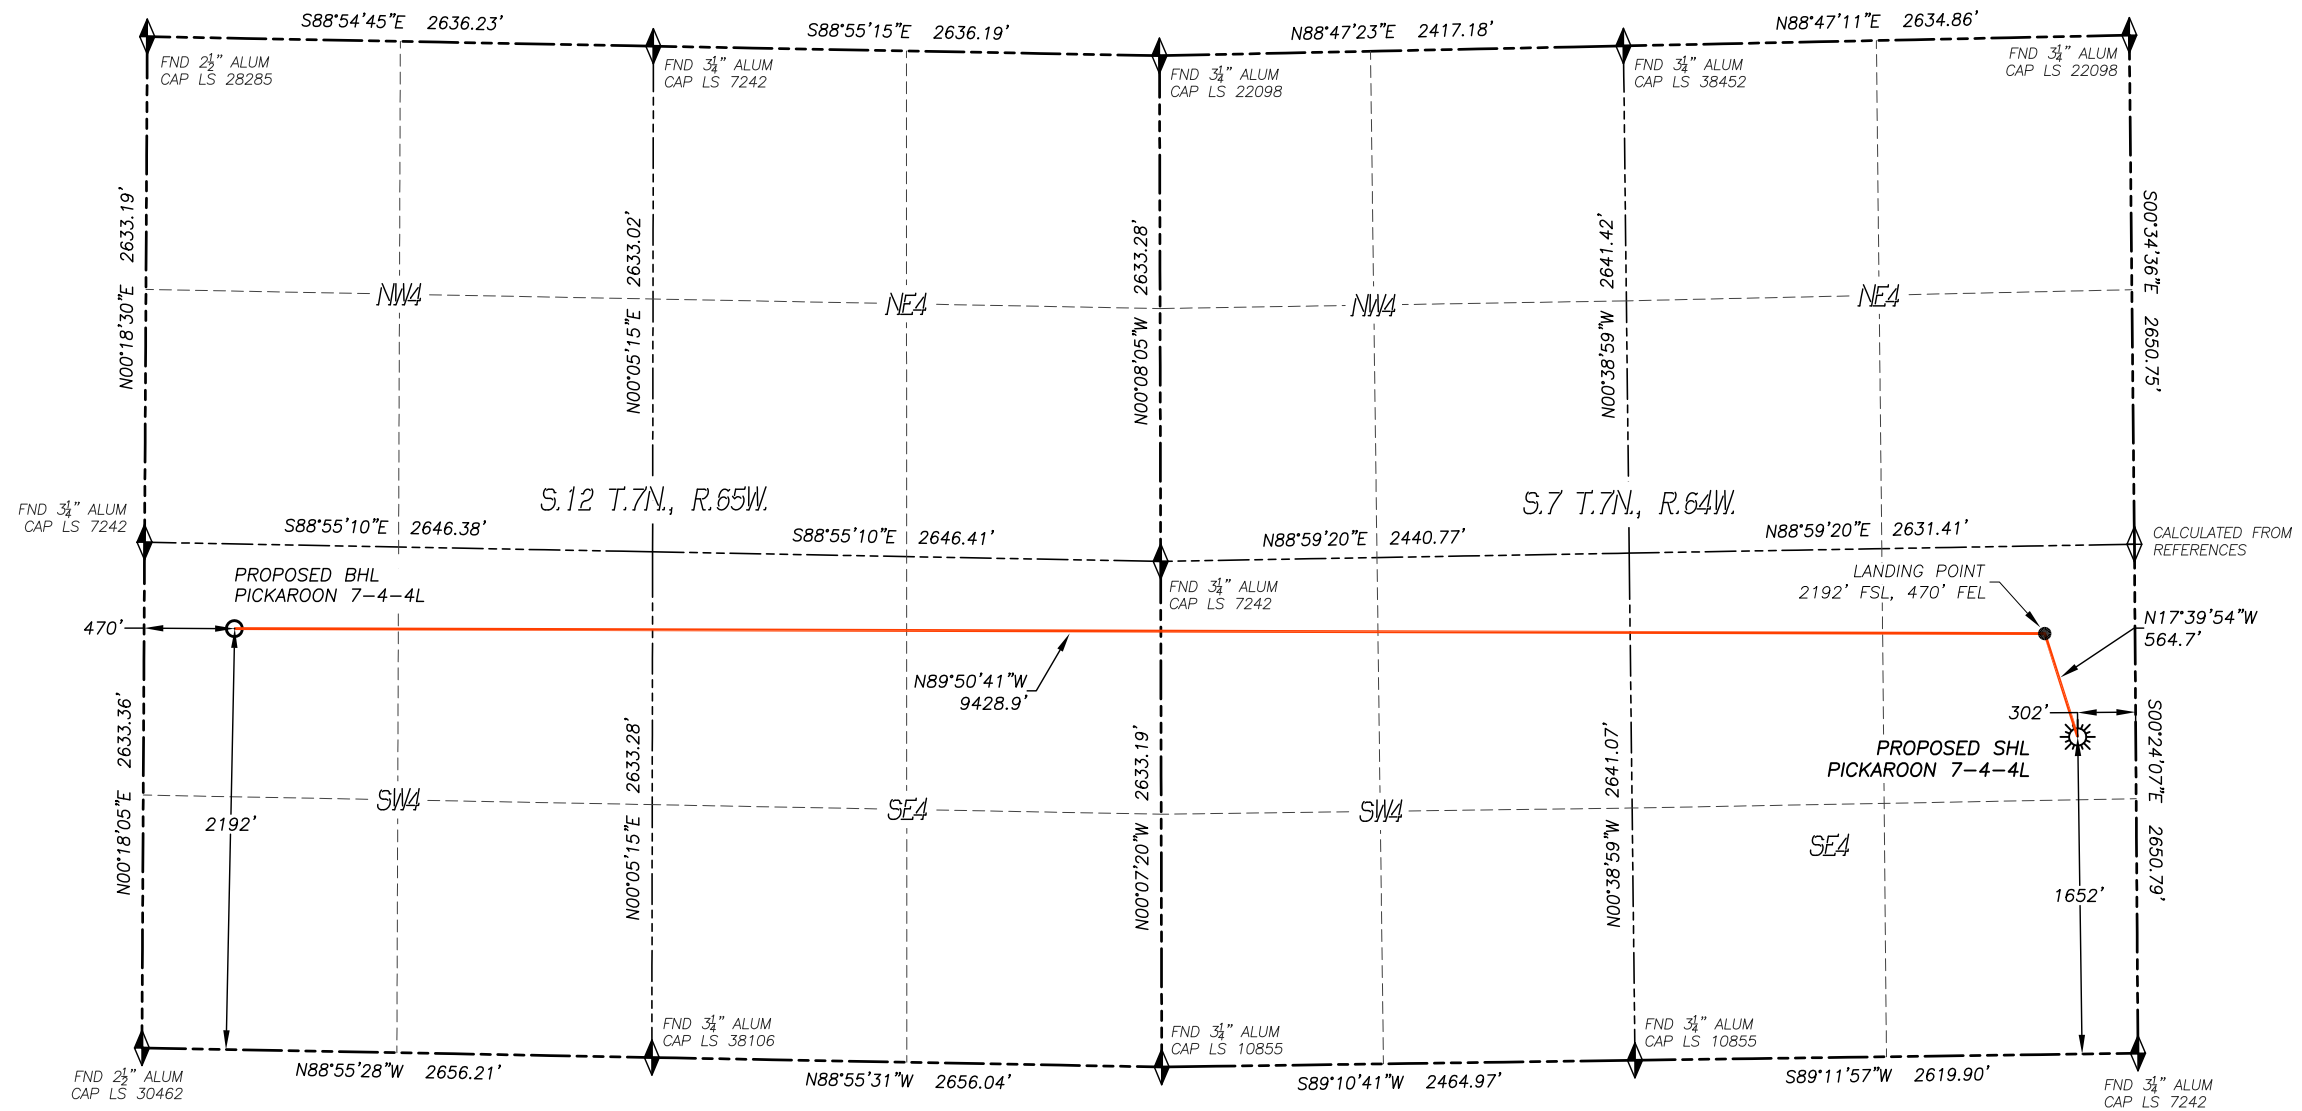 S88°54'45"E 2636.23'
S88°55'15"E 2636.19'
N88°47'23"E 2417.18'
N88°47'11"E 2634.86'
FND 2½" ALUM
CAP LS 28285
FND 3¼" ALUM
CAP LS 7242
FND 3¼" ALUM
CAP LS 22098
FND 3¼" ALUM
CAP LS 38452
FND 3¼" ALUM
CAP LS 22098
N00°18'30"E 2633.19'
N00°05'15"E 2633.02'
N00°08'05"W 2633.28'
N00°38'59"W 2641.42'
S00°34'36"E 2650.75'
NW4
NE4
NW4
NE4
S.12 T.7N., R.65W.
S.7 T.7N., R.64W.
FND 3¼" ALUM
CAP LS 7242
S88°55'10"E 2646.38'
S88°55'10"E 2646.41'
N88°59'20"E 2440.77'
N88°59'20"E 2631.41'
CALCULATED FROM
REFERENCES
PROPOSED BHL
PICKAROON 7-4-4L
FND 3¼" ALUM
CAP LS 7242
LANDING POINT
2192' FSL, 470' FEL
470'
N17°39'54"W
564.7'
N89°50'41"W
9428.9'
302'
PROPOSED SHL
PICKAROON 7-4-4L
N00°18'05"E 2633.36'
N00°05'15"E 2633.28'
N00°07'20"W 2633.19'
N00°38'59"W 2641.07'
S00°24'07"E 2650.79'
SW4
SE4
SW4
SE4
2192'
1652'
FND 2½" ALUM
CAP LS 30462
FND 3¼" ALUM
CAP LS 38106
FND 3¼" ALUM
CAP LS 10855
FND 3¼" ALUM
CAP LS 10855
FND 3¼" ALUM
CAP LS 7242
N88°55'28"W 2656.21'
N88°55'31"W 2656.04'
S89°10'41"W 2464.97'
S89°11'57"W 2619.90'